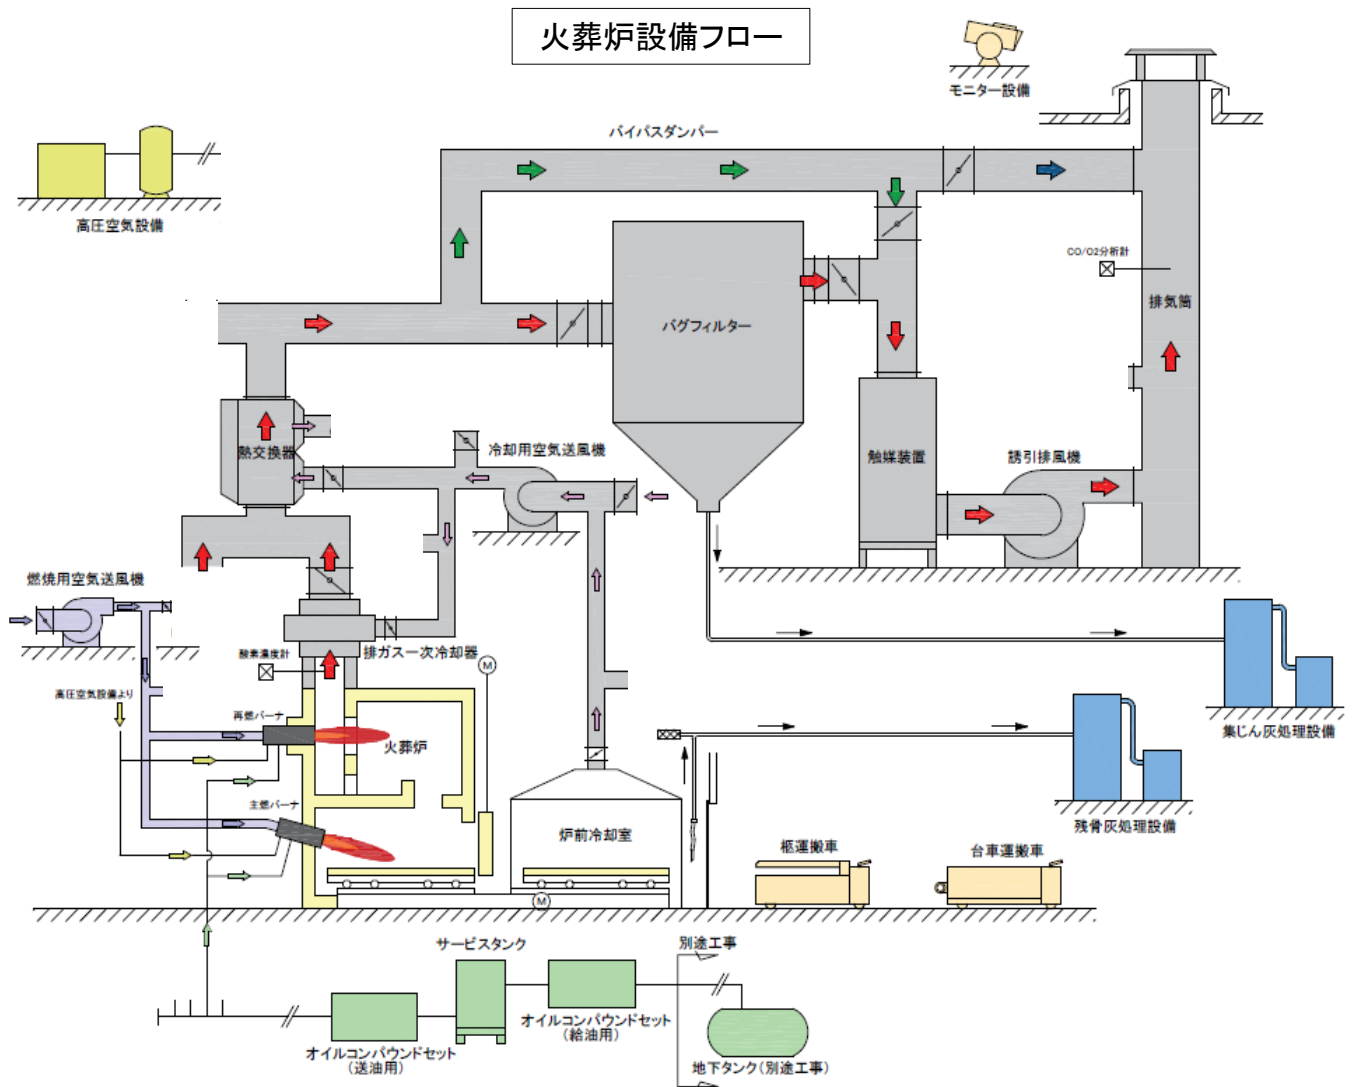 火葬炉設備フロー
モニター設備
バイパスダンパー
高圧空気設備
CO/O2分析計
排気筒
バグフィルター
熱交換器
冷却用空気送風機
触媒装置
誘引排風機
燃焼用空気送風機
酸素濃度計
排ガス一次冷却器
M
高圧空気設備より
再燃バーナ
火葬炉
集じん灰処理設備
主燃バーナ
炉前冷却室
残骨灰処理設備
柩運搬車
台車運搬車
M
サービスタンク
別途工事
オイルコンパウンドセット
(給油用)
オイルコンパウンドセット
(送油用)
地下タンク(別途工事)